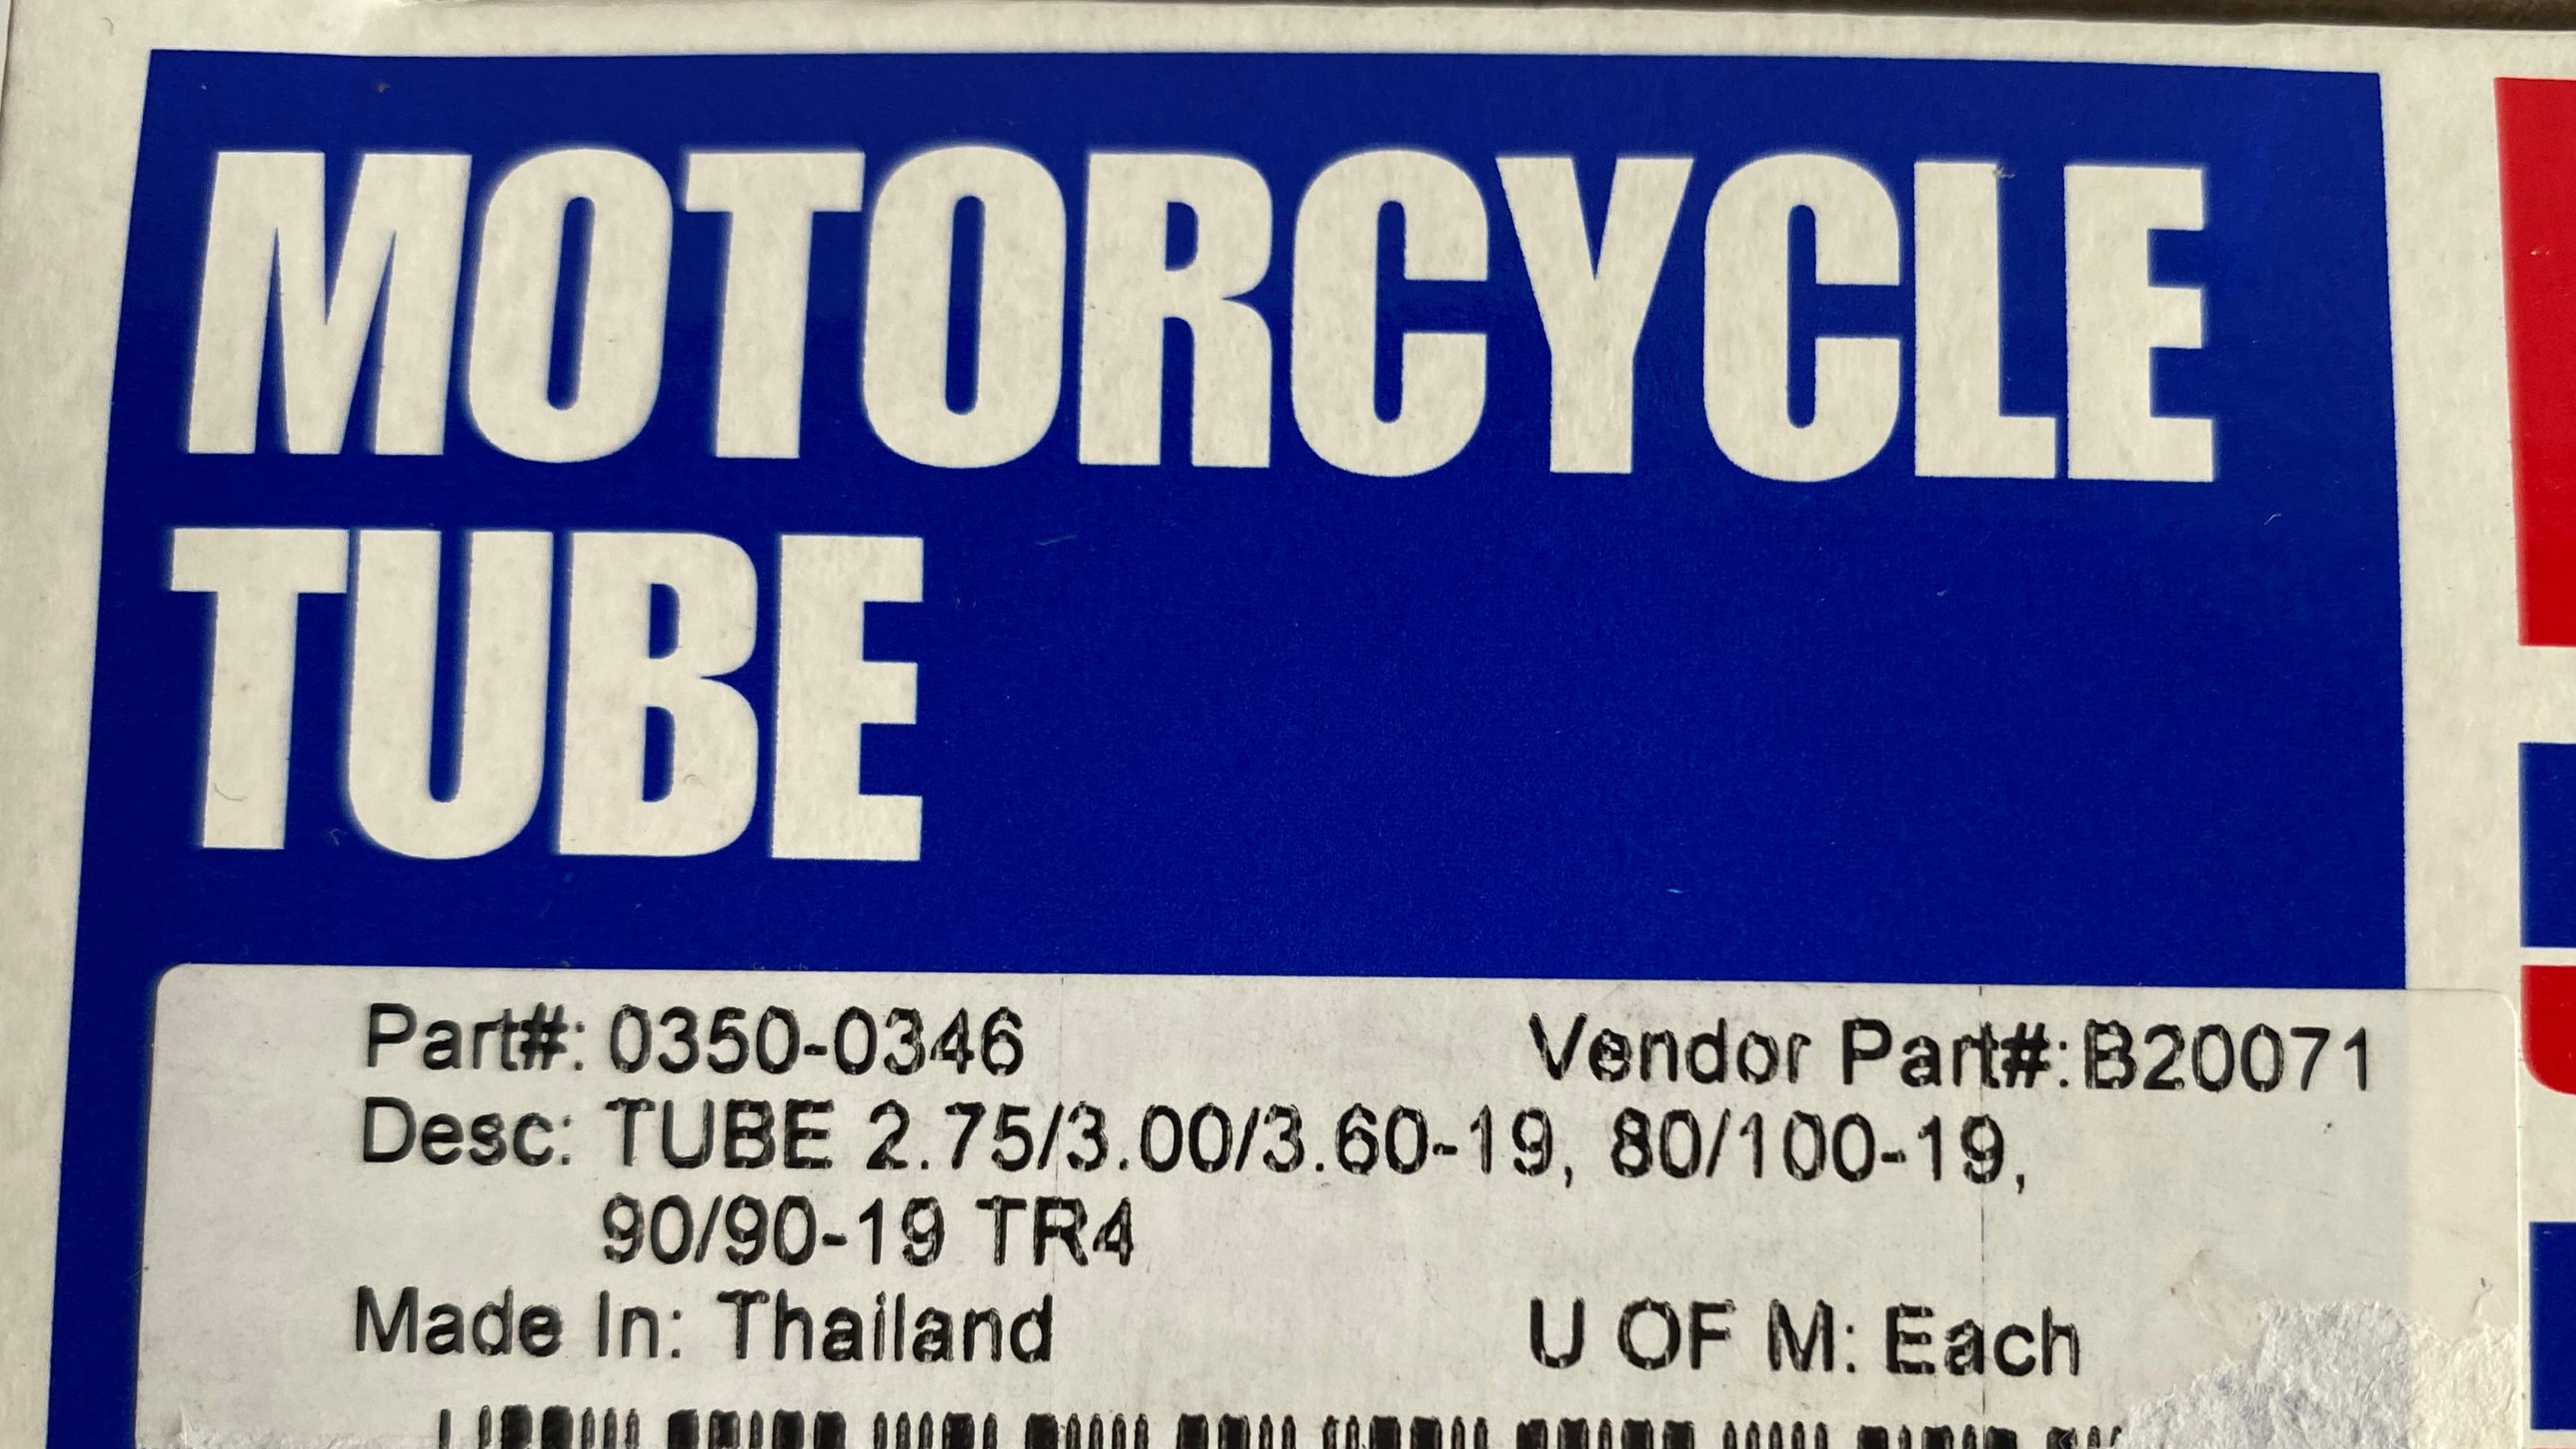 MOTORCYCLE
TUBE
Part#: 0350-0346 Vendor Part#:B20071
Desc: TUBE 2.75/3.00/3.60-19, 80/100-19,
90/90-19 TR4
Made In: Thailand U OF M: Each